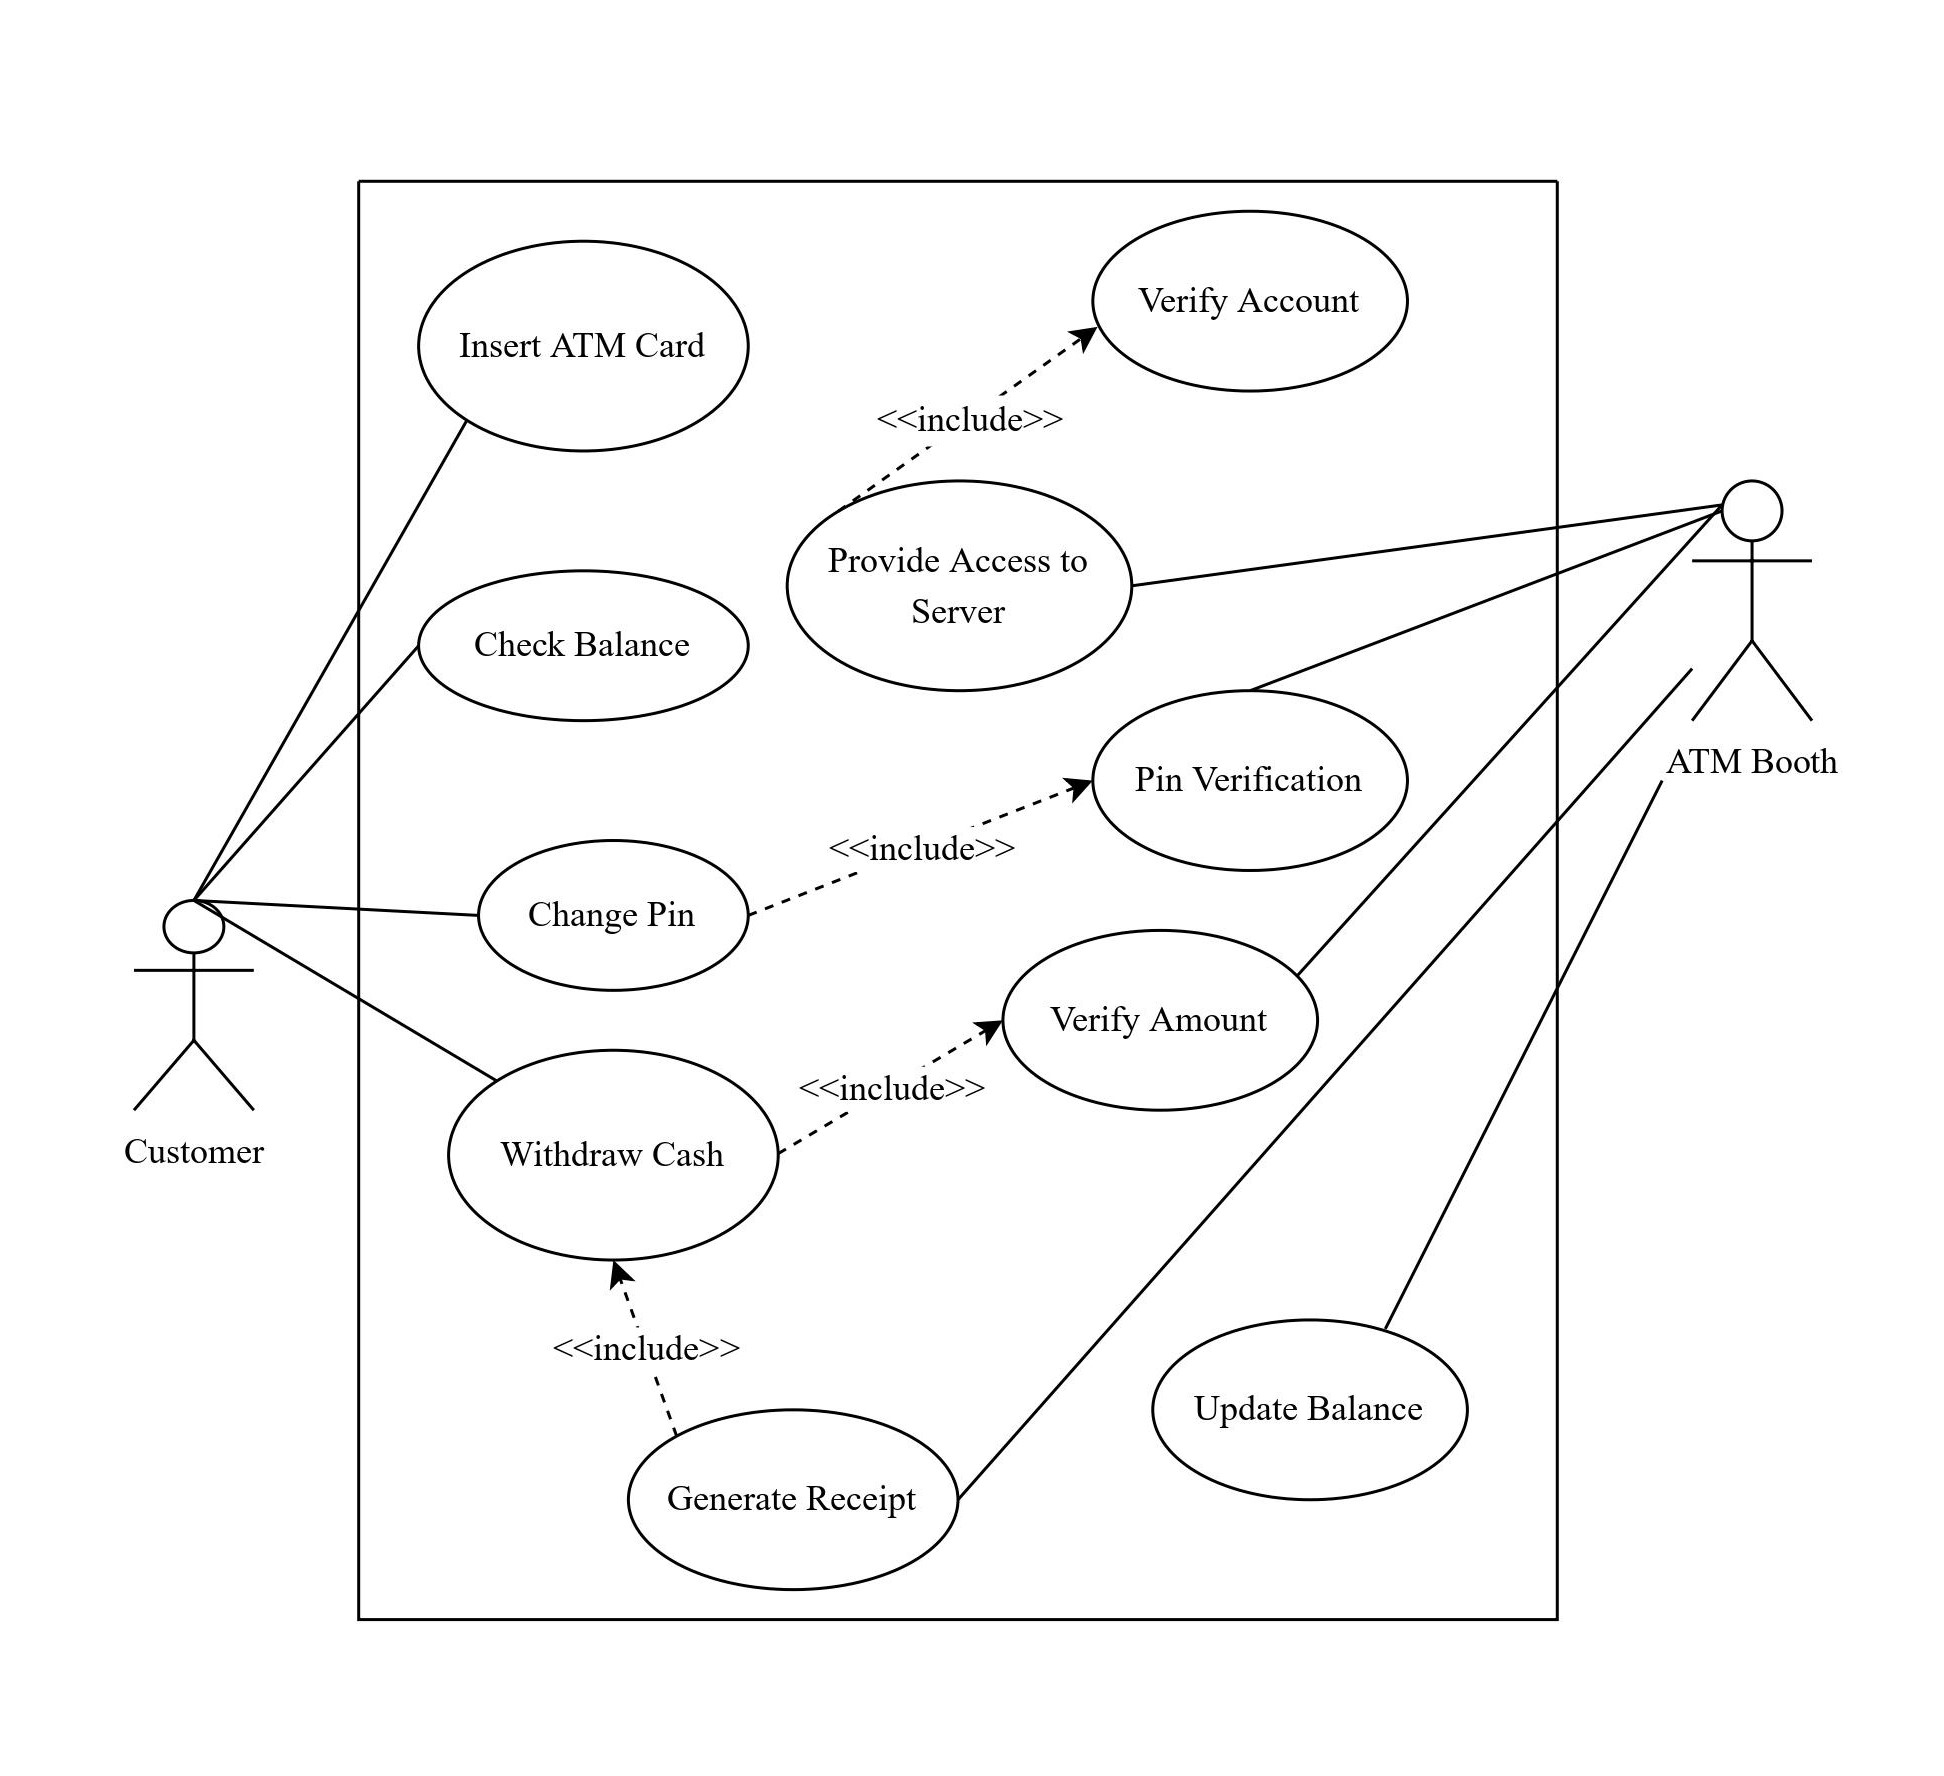 Verify Account
Insert ATM Card
<<include>>
Provide Access to
Server
Check Balance
ATM Booth
Pin Verification
<<include>>
Change Pin
Verify Amount
<<include>>
Customer
Withdraw Cash
<<include>>
Update Balance
Generate Receipt